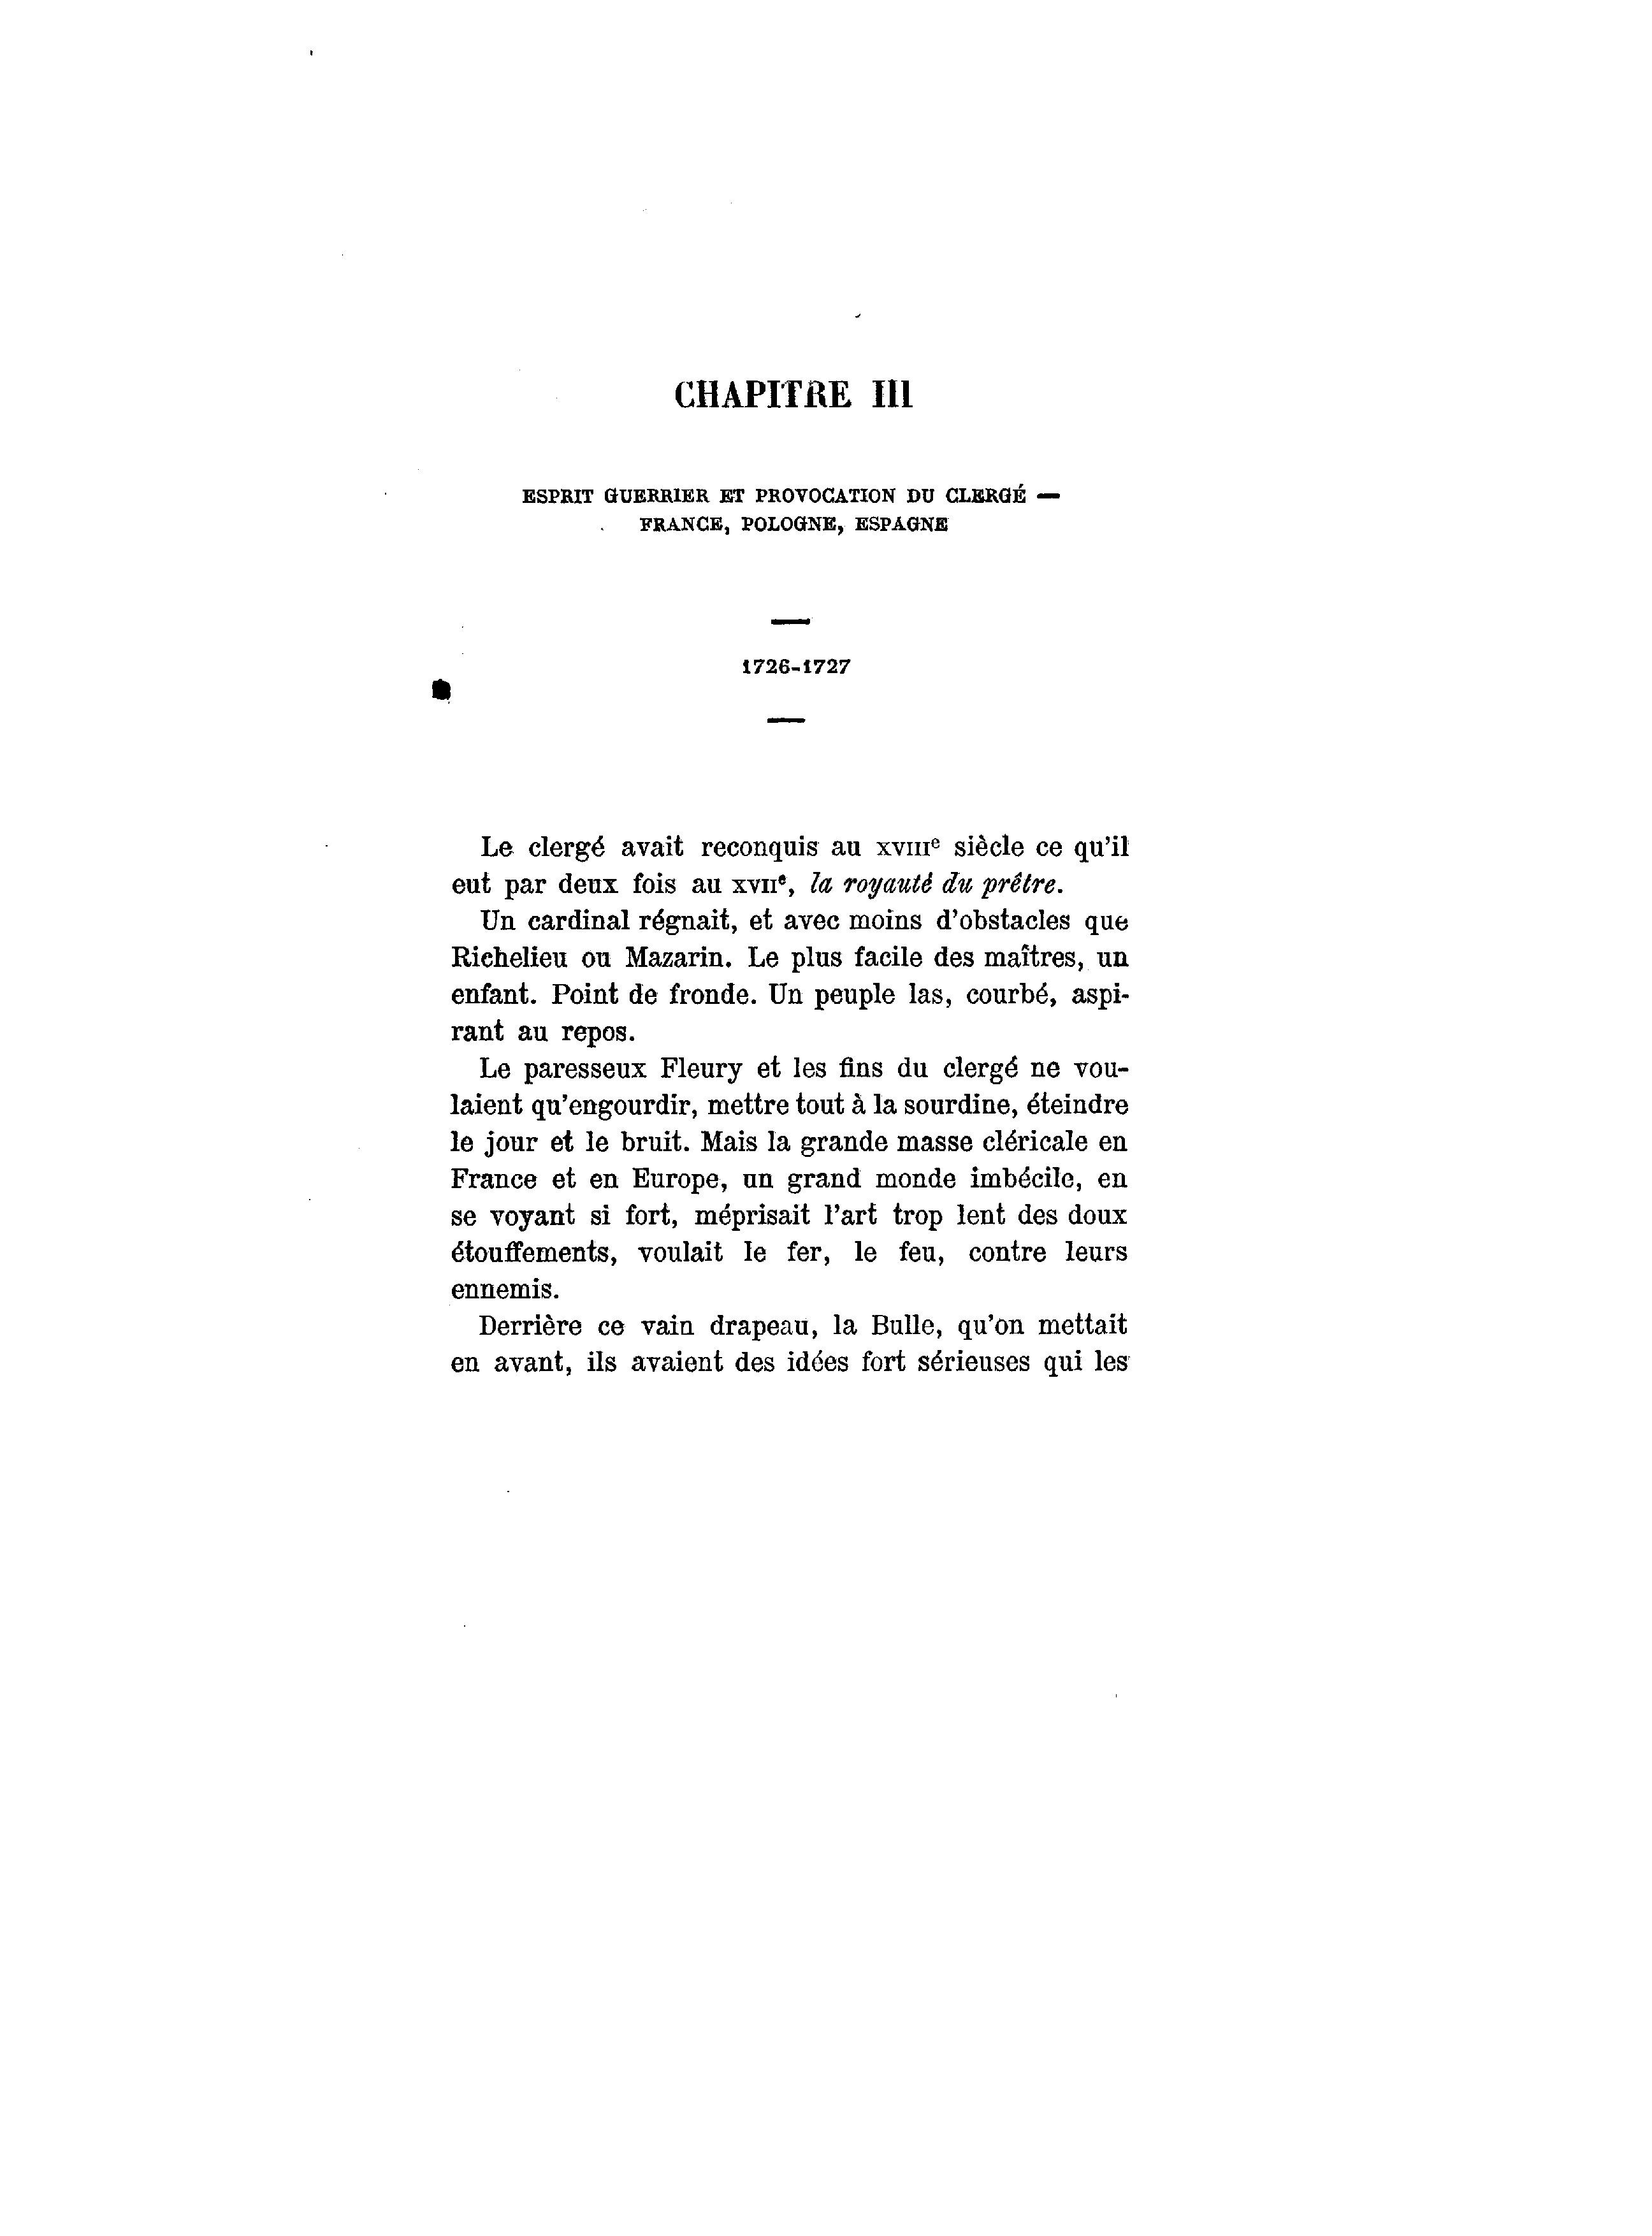 CHAPITRE III
ESPRIT GUERRIER ET PROVOCATION DU CLERGÉ —
FRANCE, POLOGNE, ESPAGNE
1726-1727
Le clergé avait reconquis au XVIIIe siècle ce qu'il
eut par deux fois au XVIIe, la royauté du prêtre.
Un cardinal régnait, et avec moins d'obstacles que
Richelieu ou Mazarin. Le plus facile des maîtres, un
enfant. Point de fronde. Un peuple las, courbé, aspi-
rant au repos.
Le paresseux Fleury et les fins du clergé ne vou-
laient qu'engourdir, mettre tout à la sourdine, éteindre
le jour et le bruit. Mais la grande masse cléricale en
France et en Europe, un grand monde imbécile, en
se voyant si fort, méprisait l'art trop lent des doux
étouffements, voulait le fer, le feu, contre leurs
ennemis.
Derrière ce vain drapeau, la Bulle, qu'on mettait
en avant, ils avaient des idées fort sérieuses qui les